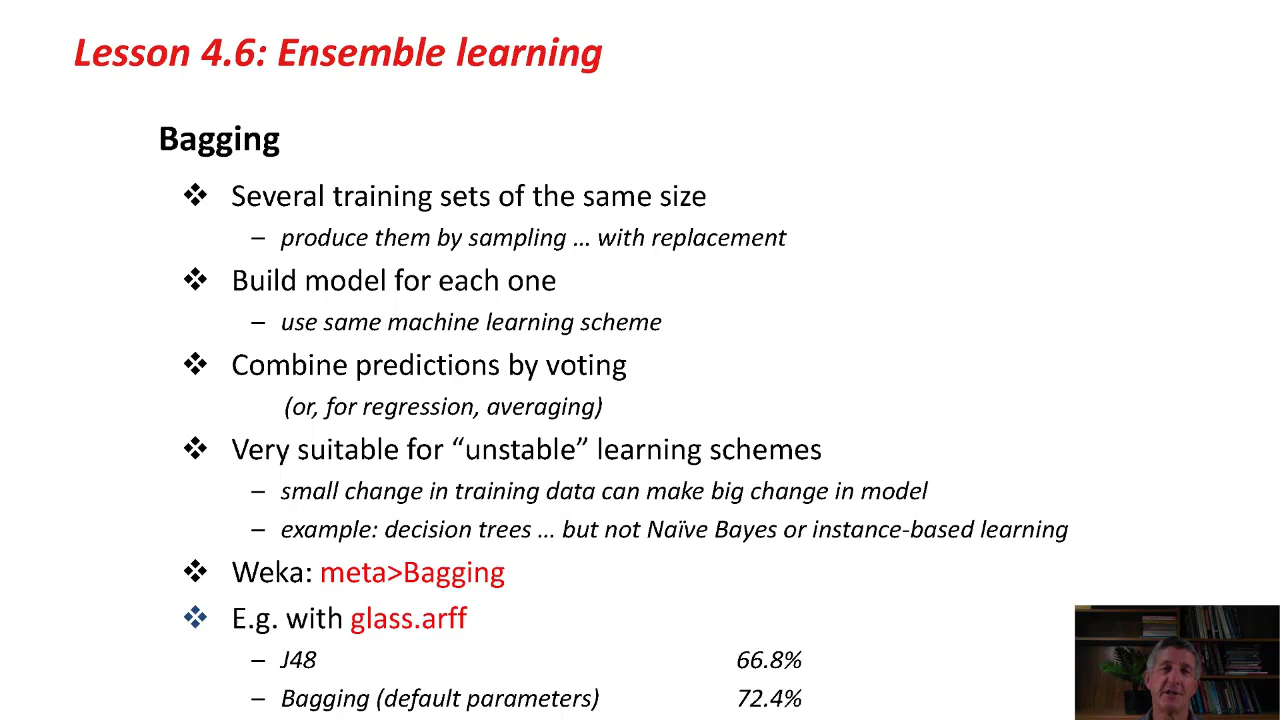 Lesson 4.6: Ensemble learning
Bagging
❖ Several training sets of the same size
– produce them by sampling … with replacement
❖ Build model for each one
– use same machine learning scheme
❖ Combine predictions by voting
(or, for regression, averaging)
❖ Very suitable for “unstable” learning schemes
– small change in training data can make big change in model
– example: decision trees … but not Naïve Bayes or instance-based learning
❖ Weka: meta>Bagging
❖ E.g. with glass.arff
– J48 66.8%
– Bagging (default parameters) 72.4%